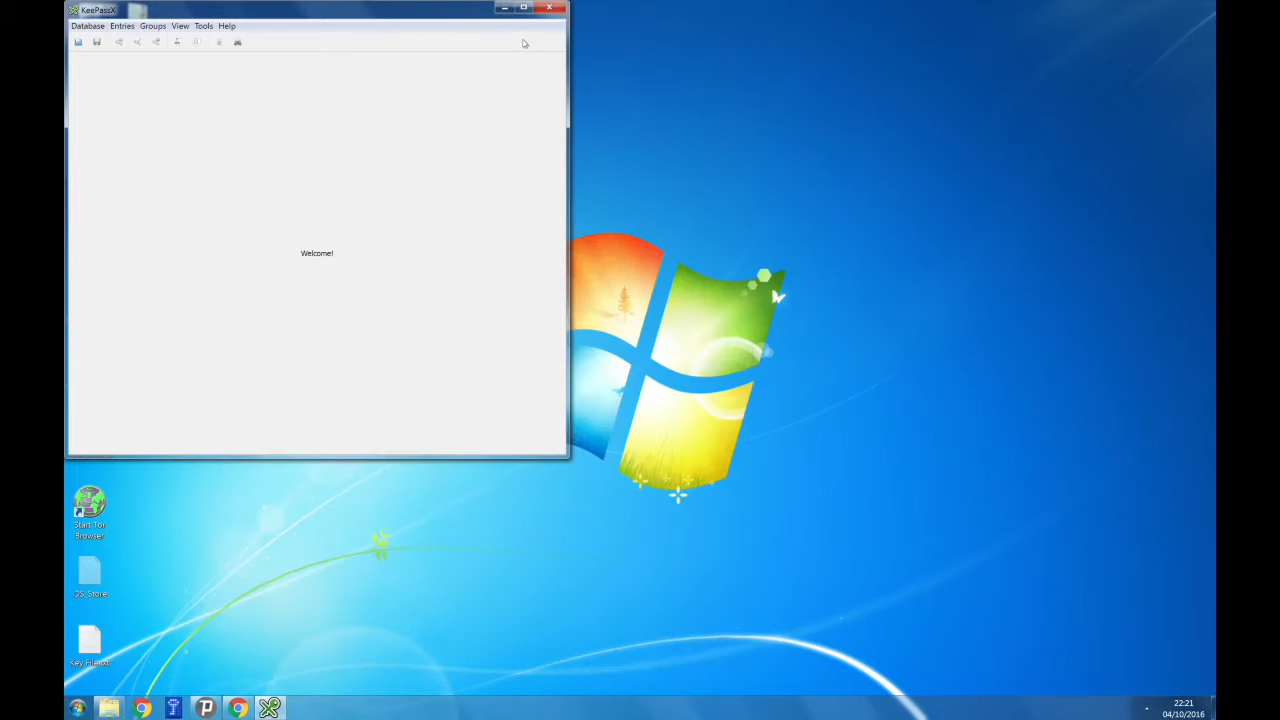 KeePassX
Database Entries Groups View Tools Help
Welcome!
Start Tor
Browser
.DS_Store
Key File.txt
22:21
04/10/2016